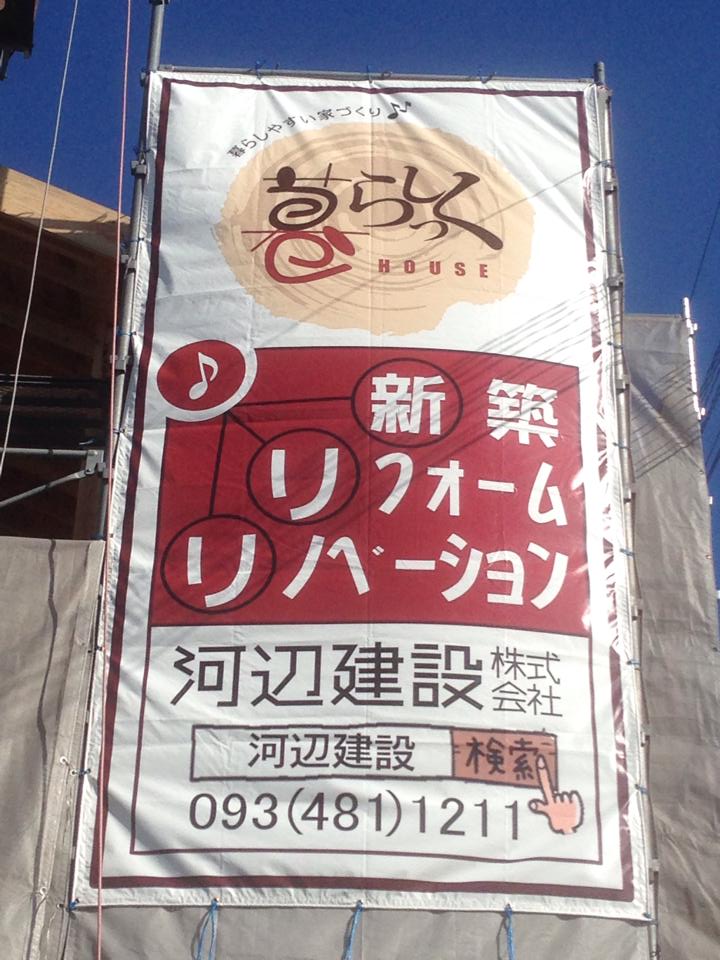 暮らしやすい家づくり♪
暮らしっく
HOUSE
♪
新築
リフォーム
リノベーション
河辺建設株式会社
河辺建設 検索
093(481)1211